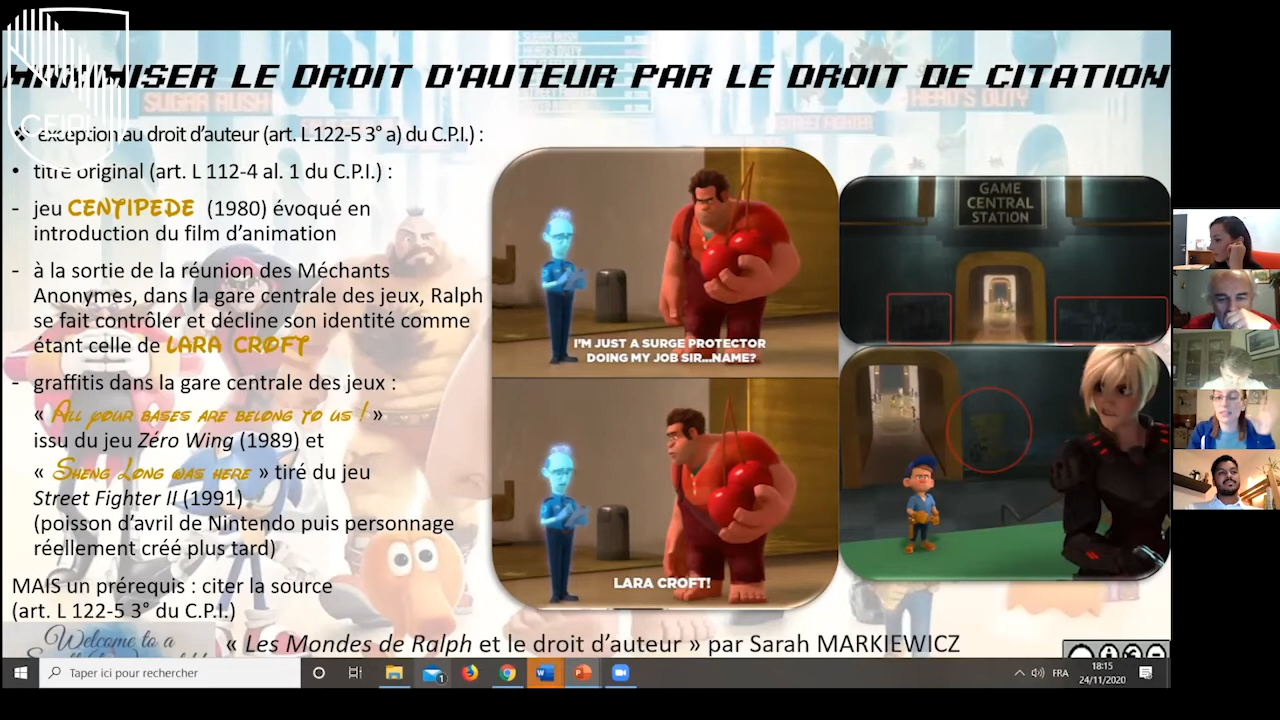 MINIMISER LE DROIT D'AUTEUR PAR LE DROIT DE CITATION
CEIPI
SUGAR RUSH
HERO'S DUTY
STREET FIGHTER
exception au droit d'auteur (art. L 122-5 3° a) du C.P.I.) :
• titre original (art. L 112-4 al. 1 du C.P.I.) :
- jeu CENTIPEDE (1980) évoqué en
introduction du film d'animation
- à la sortie de la réunion des Méchants
Anonymes, dans la gare centrale des jeux, Ralph
se fait contrôler et décline son identité comme
étant celle de LARA CROFT
- graffitis dans la gare centrale des jeux :
« All your bases are belong to us ! »
issu du jeu Zéro Wing (1989) et
« Sheng Long was here » tiré du jeu
Street Fighter II (1991)
(poisson d'avril de Nintendo puis personnage
réellement créé plus tard)
MAIS un prérequis : citer la source
(art. L 122-5 3° du C.P.I.)
Welcome to a
I'M JUST A SURGE PROTECTOR
DOING MY JOB SIR...NAME?
LARA CROFT!
GAME
CENTRAL
STATION
« Les Mondes de Ralph et le droit d'auteur » par Sarah MARKIEWICZ
Taper ici pour rechercher
1
FRA
18:15
24/11/2020